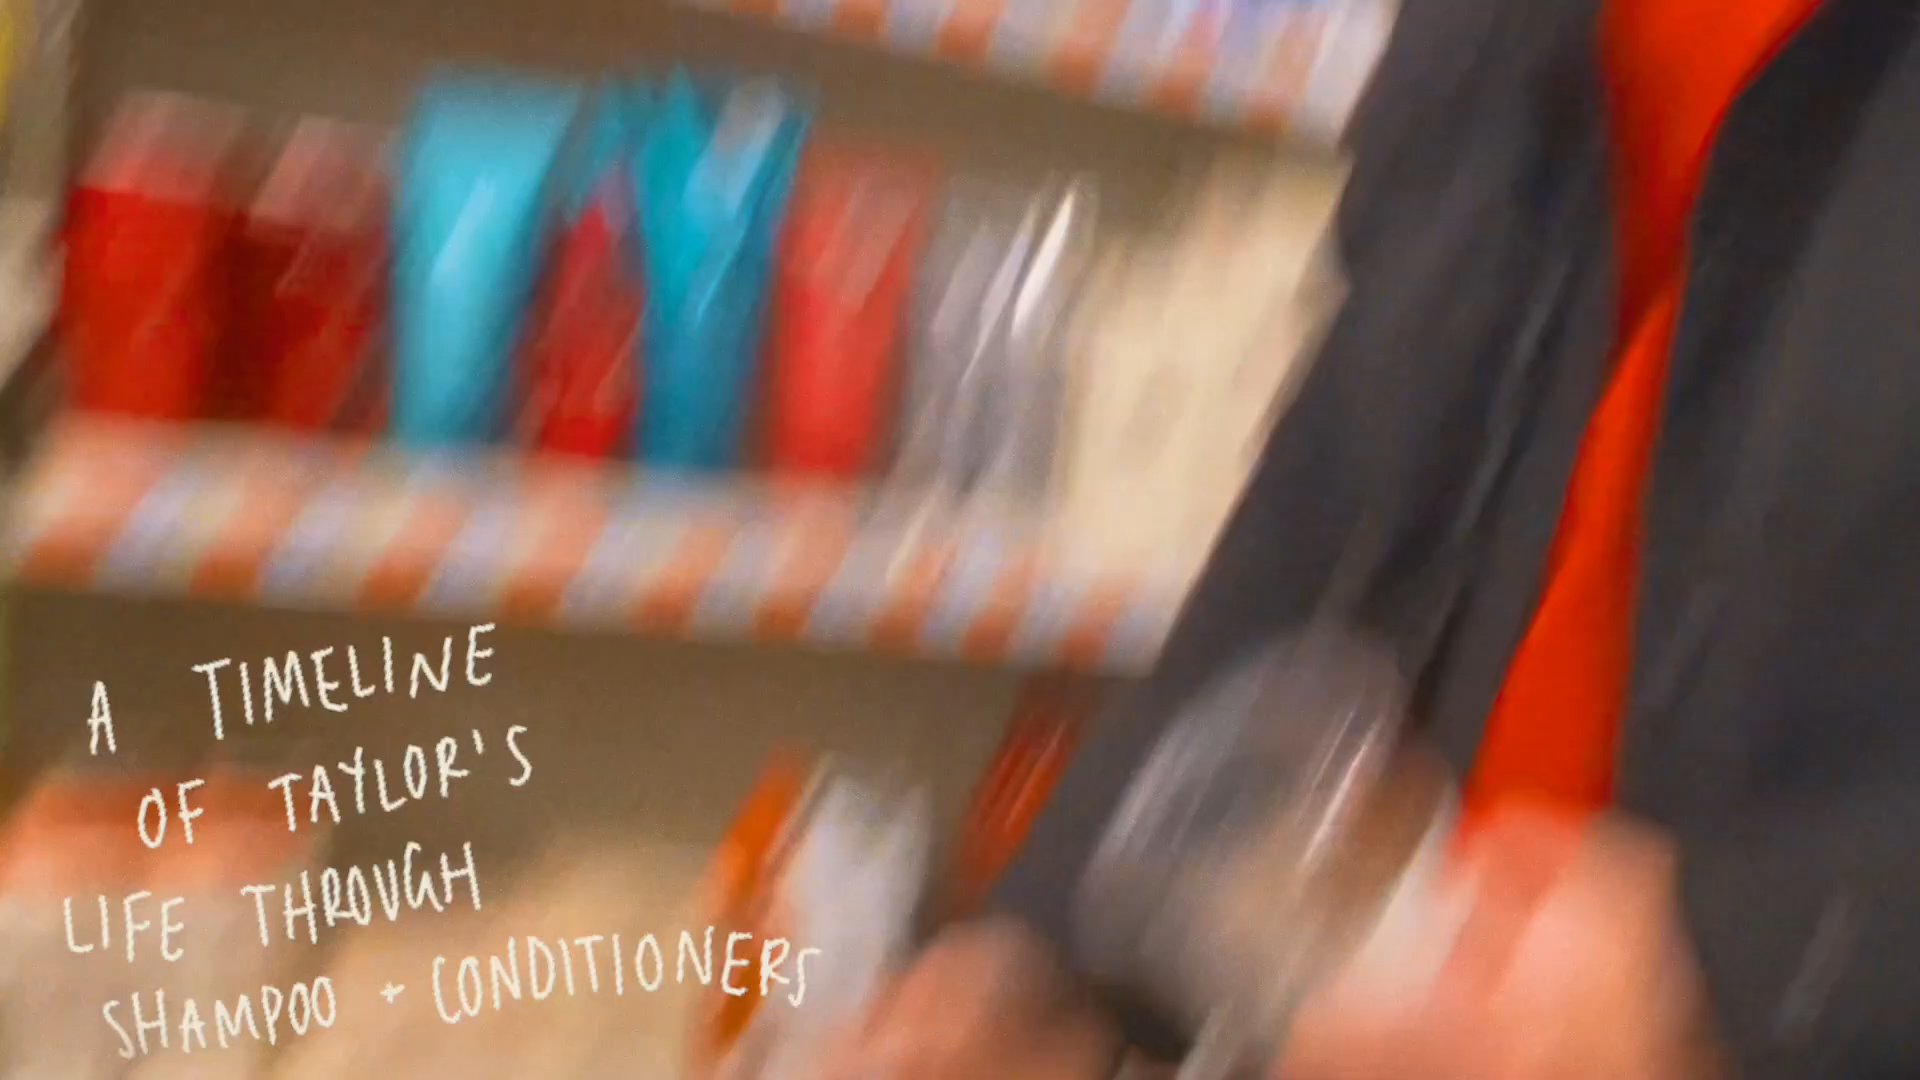 A TIMELINE
OF TAYLOR'S
LIFE THROUGH
SHAMPOO + CONDITIONERS